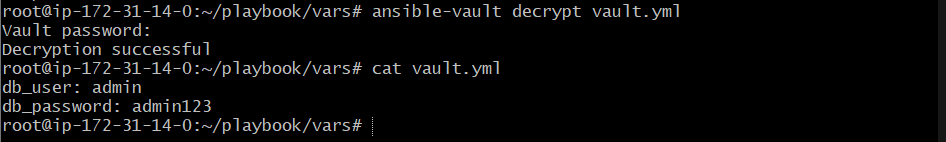 root@ip-172-31-14-0:~/playbook/vars# ansible-vault decrypt vault.yml
Vault password:
Decryption successful
root@ip-172-31-14-0:~/playbook/vars# cat vault.yml
db_user: admin
db_password: admin123
root@ip-172-31-14-0:~/playbook/vars#